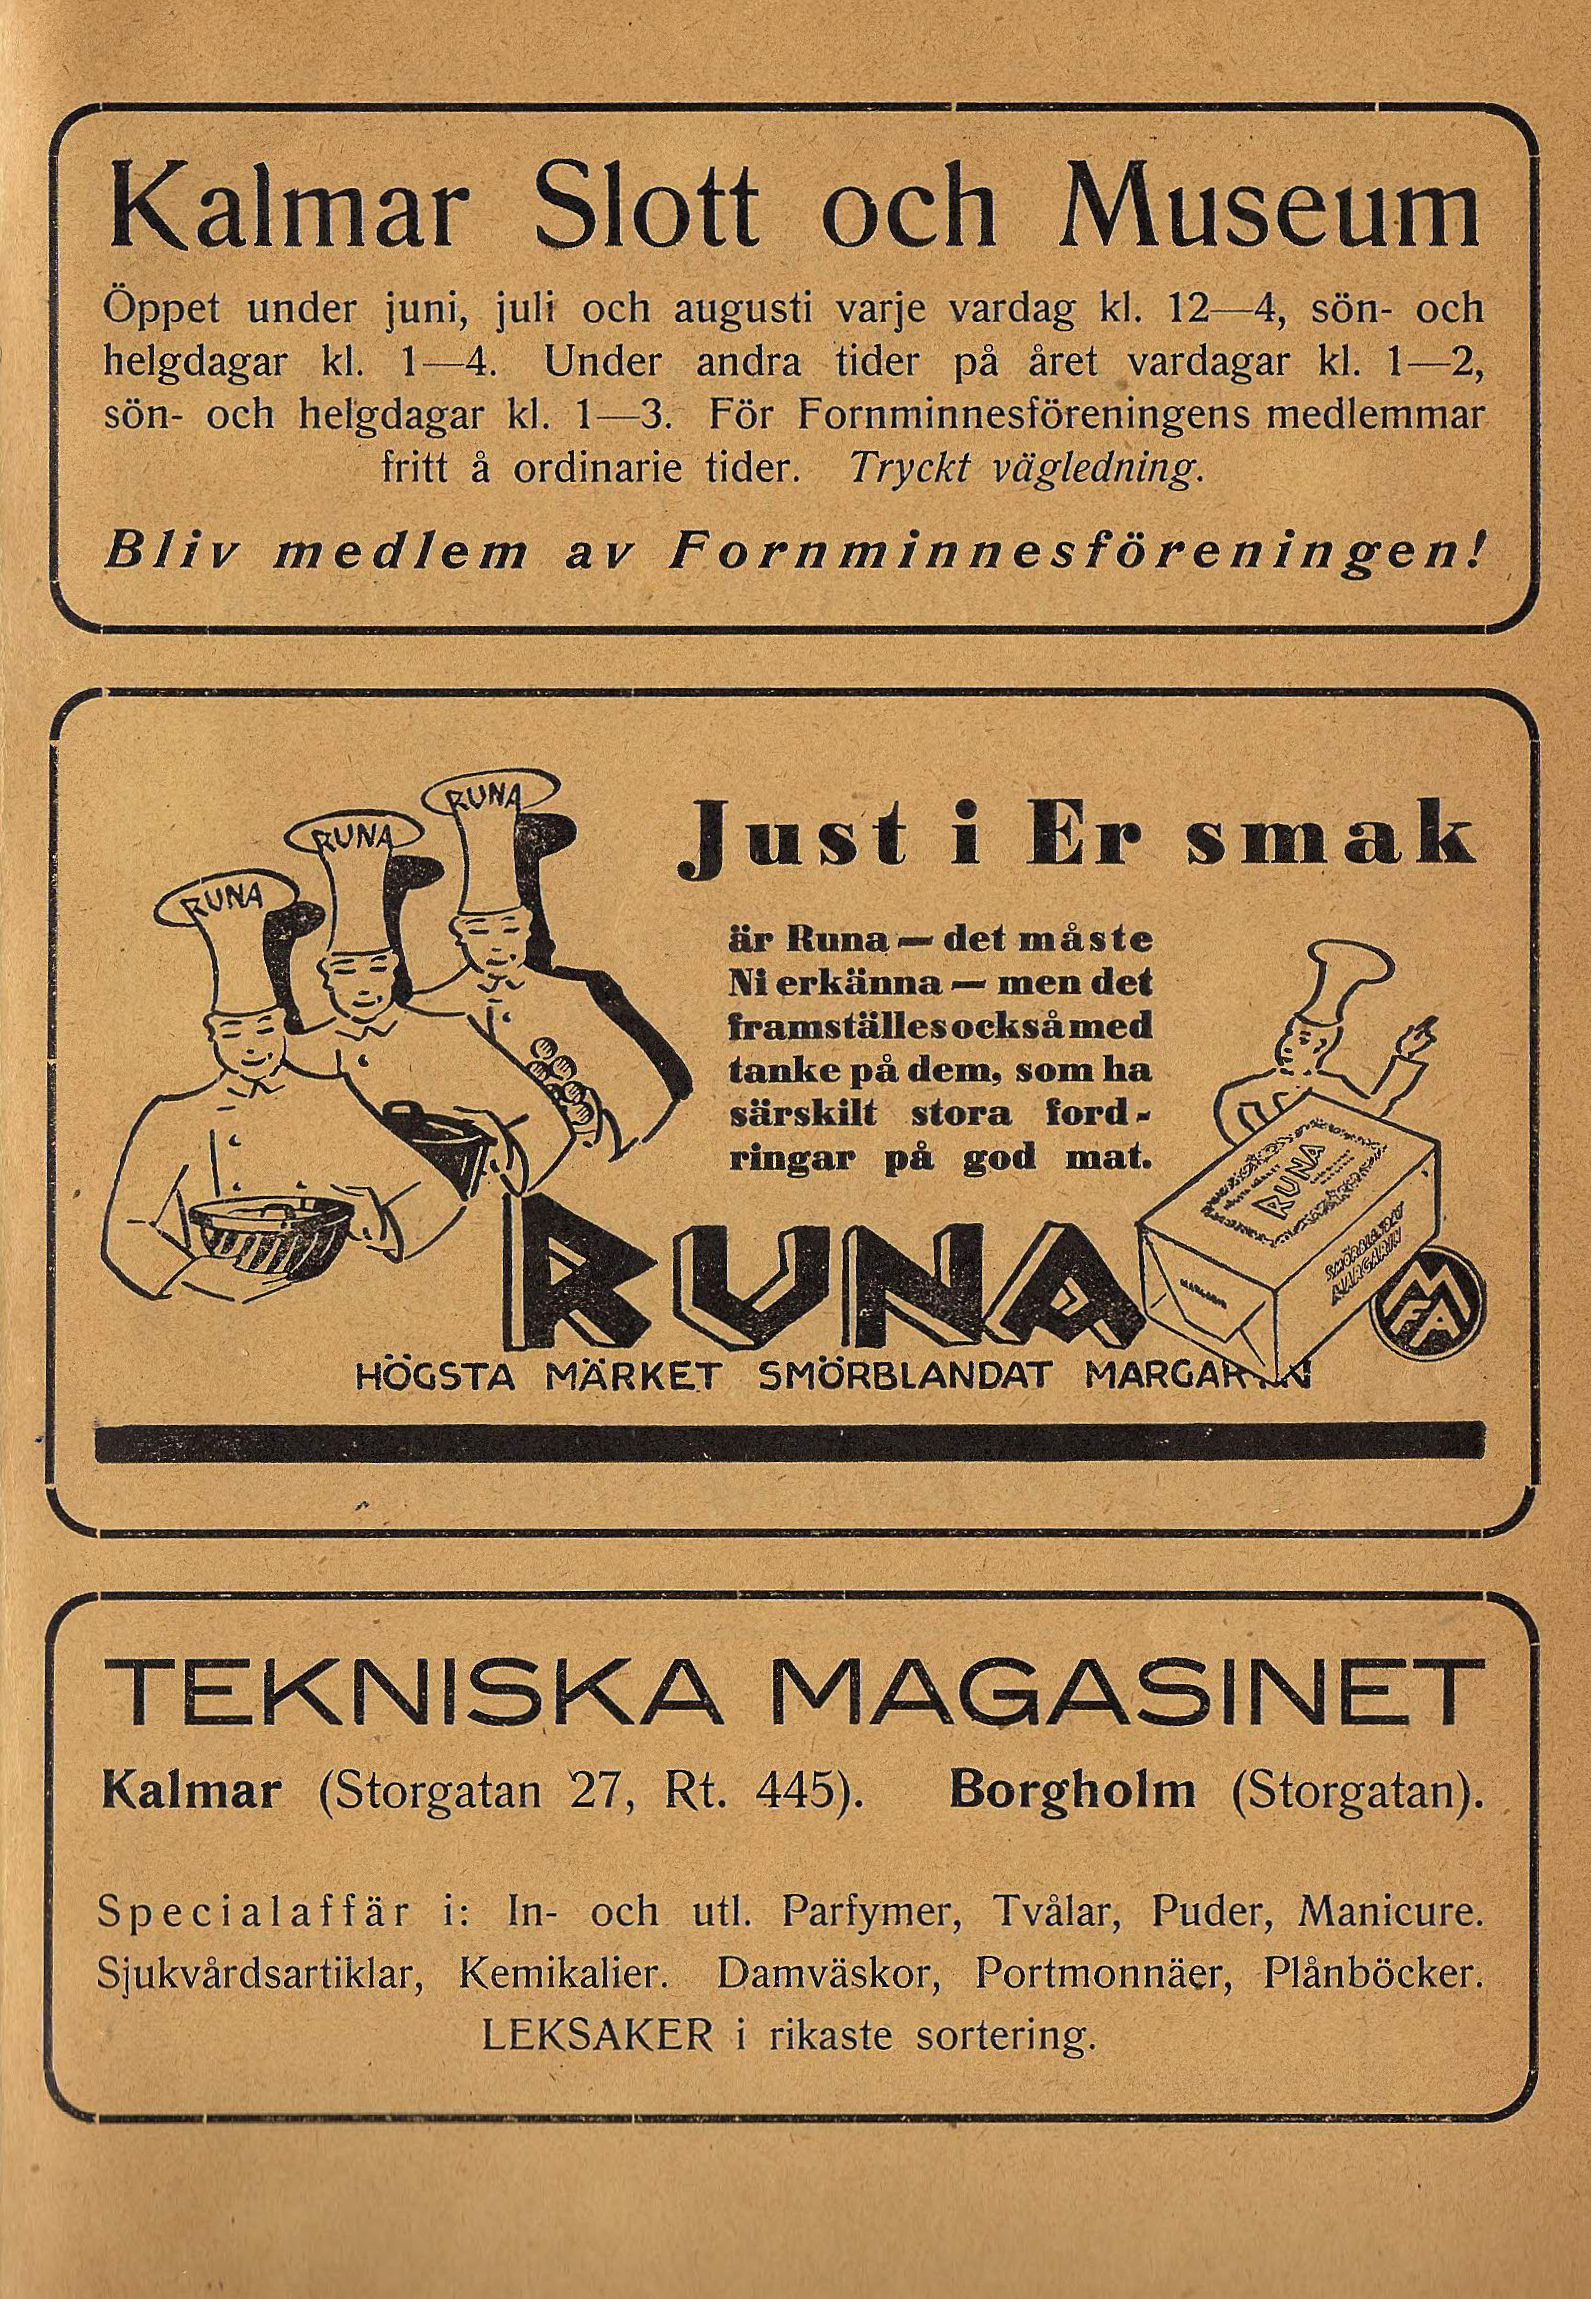 Kalmar Slott och Museum
Öppet under juni, juli och augusti varje vardag kl. 12—4, sön- och
helgdagar kl. 1—4. Under andra tider på året vardagar kl. 1—2,
sön- och helgdagar kl. 1—3. För Fornminnesföreningens medlemmar
fritt å ordinarie tider. Tryckt vägledning.
Bliv medlem av Fornminnesföreningen!
RUNA
RUNA
RUNA
Just i Er smak
är Runa — det måste
Ni erkänna — men det
framställes också med
tanke på dem, som ha
särskilt stora ford-
ringar på god mat.
RUNA
SMÖRBLANDAT
MARGARIN
MARGARIN
RUNA
MFA
HÖGSTA MÄRKET SMÖRBLANDAT MARGARIN
TEKNISKA MAGASINET
Kalmar (Storgatan 27, Rt. 445). Borgholm (Storgatan).
Specialaffär i: In- och utl. Parfymer, Tvålar, Puder, Manicure.
Sjukvårdsartiklar, Kemikalier. Damväskor, Portmonnäer, Plånböcker.
LEKSAKER i rikaste sortering.